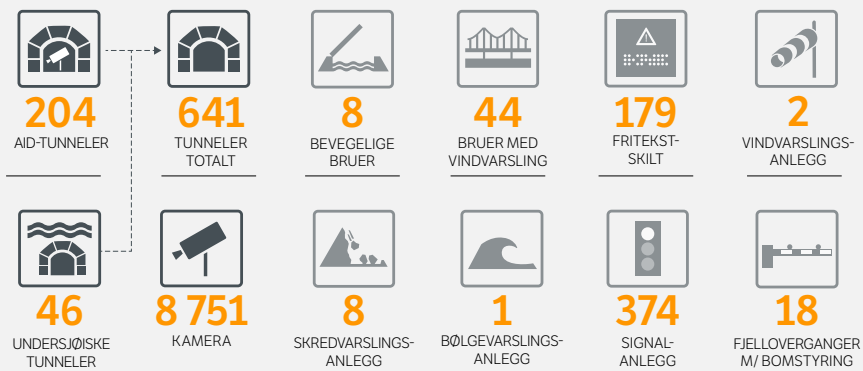 204
AID-TUNNELER
641
TUNNELER
TOTALT
8
BEVEGELIGE
BRUER
44
BRUER MED
VINDVARSLING
179
FRITEKST-
SKILT
2
VINDVARSLINGS-
ANLEGG
46
UNDERSJØISKE
TUNNELER
8 751
KAMERA
8
SKREDVARSLINGS-
ANLEGG
1
BØLGEVARSLINGS-
ANLEGG
374
SIGNAL-
ANLEGG
18
FJELLOVERGANGER
M/ BOMSTYRING